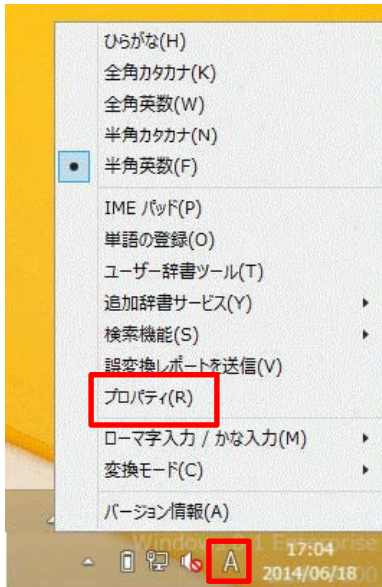 ひらがな(H)
全角カタカナ(K)
全角英数(W)
半角カタカナ(N)
半角英数(F)
IME パッド(P)
単語の登録(O)
ユーザー辞書ツール(T)
追加辞書サービス(Y)
検索機能(S)
誤変換レポートを送信(V)
プロパティ(R)
ローマ字入力 / かな入力(M)
変換モード(C)
バージョン情報(A)
A
17:04
2014/06/18